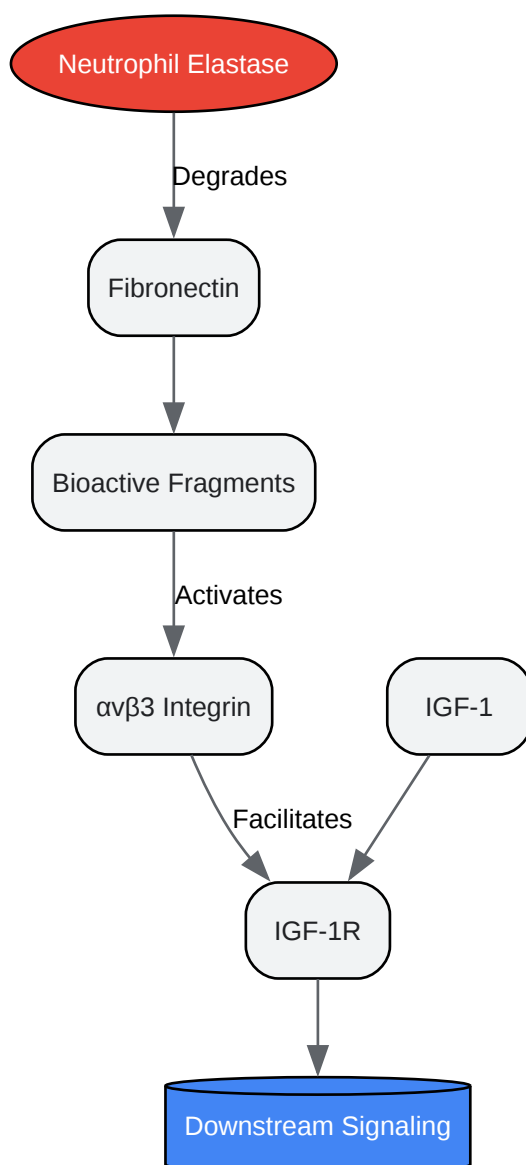 Neutrophil Elastase
Degrades
Fibronectin
Bioactive Fragments
Activates
αvβ3 Integrin
IGF-1
Facilitates
IGF-1R
Downstream Signaling